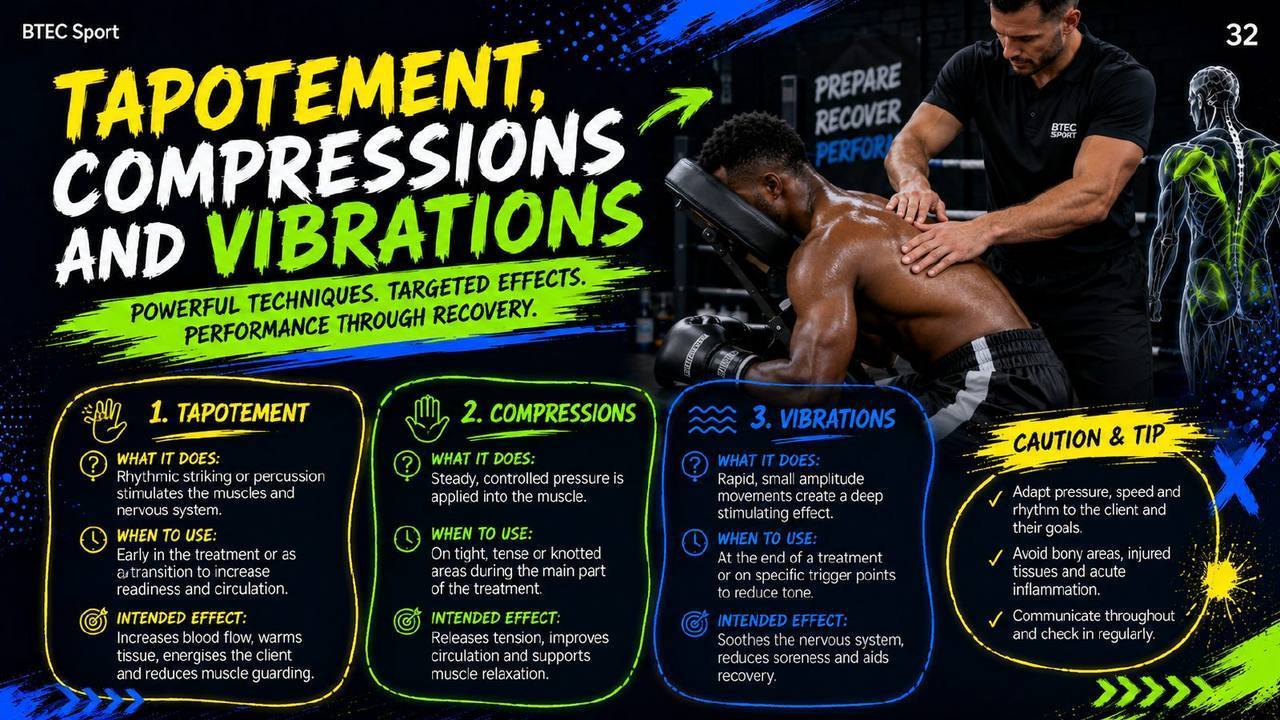 BTEC Sport
32
TAPOTEMENT,
COMPRESSIONS
AND VIBRATIONS
POWERFUL TECHNIQUES. TARGETED EFFECTS.
PERFORMANCE THROUGH RECOVERY.
PREPARE
RECOVER
PERFORM
BTEC
SPORT
1. TAPOTEMENT
WHAT IT DOES:
Rhythmic striking or percussion
stimulates the muscles and
nervous system.
WHEN TO USE:
Early in the treatment or as
a transition to increase
readiness and circulation.
INTENDED EFFECT:
Increases blood flow, warms
tissue, energises the client
and reduces muscle guarding.
2. COMPRESSIONS
WHAT IT DOES:
Steady, controlled pressure is
applied into the muscle.
WHEN TO USE:
On tight, tense or knotted
areas during the main part
of the treatment.
INTENDED EFFECT:
Releases tension, improves
circulation and supports
muscle relaxation.
3. VIBRATIONS
WHAT IT DOES:
Rapid, small amplitude
movements create a deep
stimulating effect.
WHEN TO USE:
At the end of a treatment
or on specific trigger points
to reduce tone.
INTENDED EFFECT:
Soothes the nervous system,
reduces soreness and aids
recovery.
CAUTION & TIP
Adapt pressure, speed and
rhythm to the client and
their goals.
Avoid bony areas, injured
tissues and acute
inflammation.
Communicate throughout
and check in regularly.